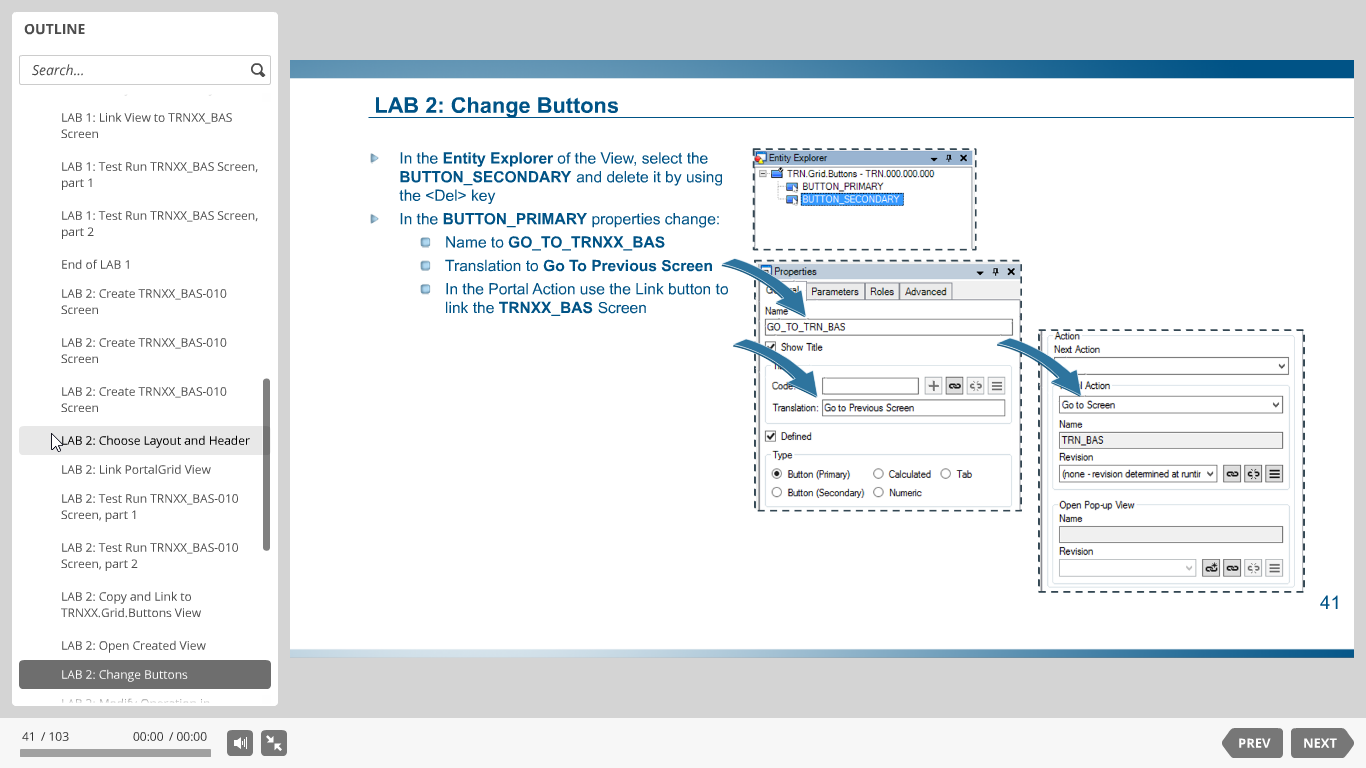 OUTLINE
Search...
LAB 1: Link View to TRNXX_BAS
Screen
LAB 1: Test Run TRNXX_BAS Screen,
part 1
LAB 1: Test Run TRNXX_BAS Screen,
part 2
End of LAB 1
LAB 2: Create TRNXX_BAS-010
Screen
LAB 2: Create TRNXX_BAS-010
Screen
LAB 2: Create TRNXX_BAS-010
Screen
LAB 2: Choose Layout and Header
LAB 2: Link PortalGrid View
LAB 2: Test Run TRNXX_BAS-010
Screen, part 1
LAB 2: Test Run TRNXX_BAS-010
Screen, part 2
LAB 2: Copy and Link to
TRNXX.Grid.Buttons View
LAB 2: Open Created View
LAB 2: Change Buttons
LAB 2: Modify Operation in
LAB 2: Change Buttons
In the Entity Explorer of the View, select the
BUTTON_SECONDARY and delete it by using
the <Del> key
In the BUTTON_PRIMARY properties change:
Name to GO_TO_TRNXX_BAS
Translation to Go To Previous Screen
In the Portal Action use the Link button to
link the TRNXX_BAS Screen
Entity Explorer
TRN.Grid.Buttons - TRN.000.000.000
BUTTON_PRIMARY
BUTTON_SECONDARY
Properties
Parameters Roles Advanced
Name
GO_TO_TRN_BAS
Show Title
Code:
Translation: Go to Previous Screen
Defined
Type
Button (Primary) Calculated Tab
Button (Secondary) Numeric
Action
Next Action
Action
Go to Screen
Name
TRN_BAS
Revision
(none - revision determined at runtir
Open Pop-up View
Name
Revision
41
41 / 103 00:00 / 00:00
PREV NEXT